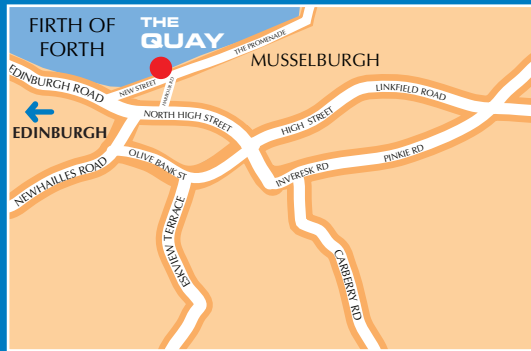 FIRTH OF
FORTH
THE
QUAY
THE PROMENADE
MUSSELBURGH
NEW STREET
HARBOUR RD
EDINBURGH ROAD
LINKFIELD ROAD
NORTH HIGH STREET
HIGH STREET
EDINBURGH
OLIVE BANK ST
PINKIE RD
INVERESK RD
NEWHAILLES ROAD
ESKVIEW TERRACE
CARBERRY RD